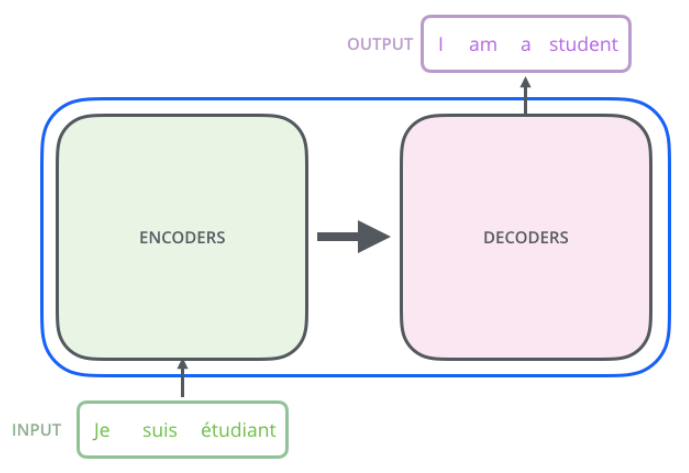 OUTPUT I am a student
ENCODERS
DECODERS
INPUT Je suis étudiant